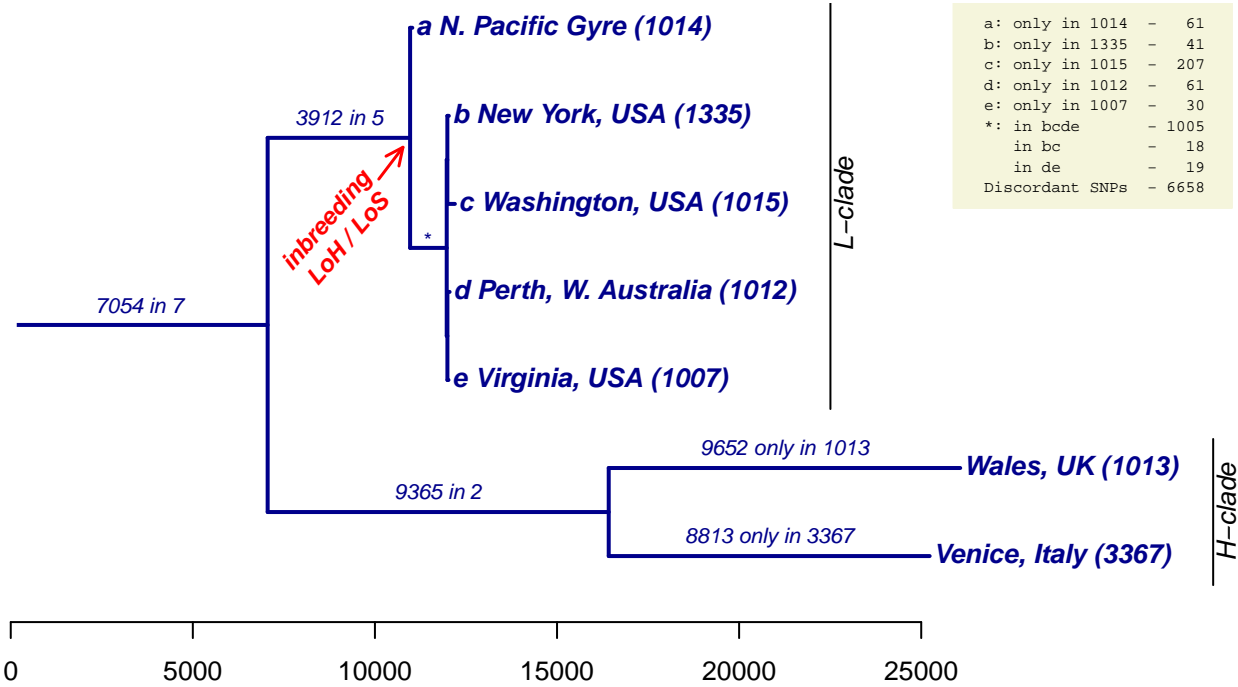 a N. Pacific Gyre (1014)
3912 in 5
b New York, USA (1335)
inbreeding
LoH / LoS
c Washington, USA (1015)
*
d Perth, W. Australia (1012)
7054 in 7
e Virginia, USA (1007)
L−clade
9652 only in 1013
Wales, UK (1013)
9365 in 2
8813 only in 3367
Venice, Italy (3367)
H−clade
0 5000 10000 15000 20000 25000
a: only in 1014 − 61
b: only in 1335 − 41
c: only in 1015 − 207
d: only in 1012 − 61
e: only in 1007 − 30
*: in bcde − 1005
in bc − 18
in de − 19
Discordant SNPs − 6658